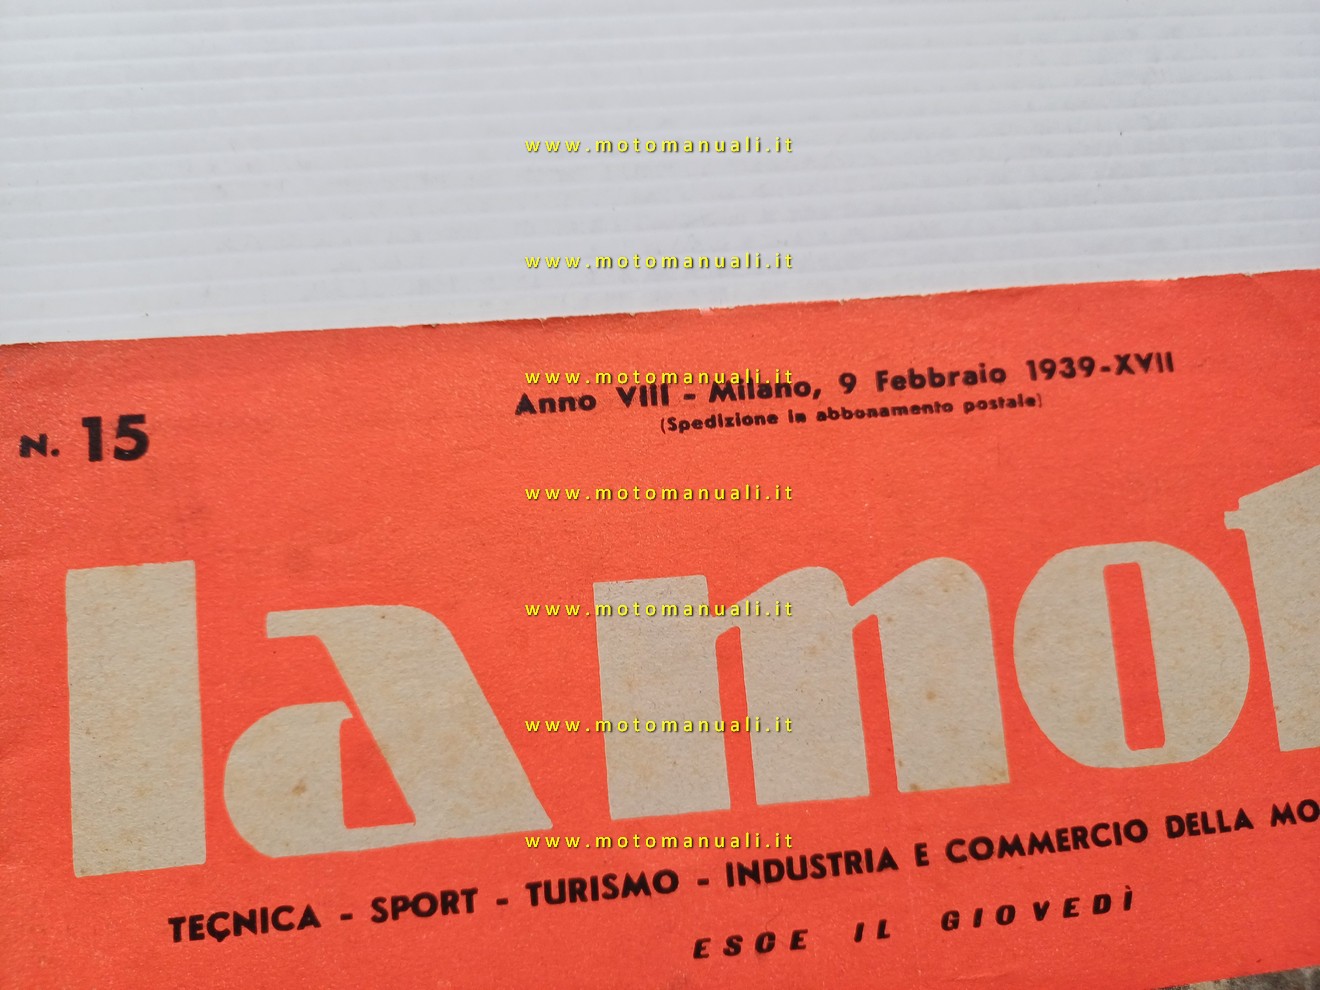 www.motomanuali.it
www.motomanuali.it
www.motomanuali.it
Anno VIII - Milano, 9 Febbraio 1939-XVII
(Spedizione in abbonamento postale)
N. 15
www.motomanuali.it
la mot
www.motomanuali.it
www.motomanuali.it
www.motomanuali.it
TECNICA - SPORT - TURISMO - INDUSTRIA E COMMERCIO DELLA MO
ESCE IL GIOVEDÌ